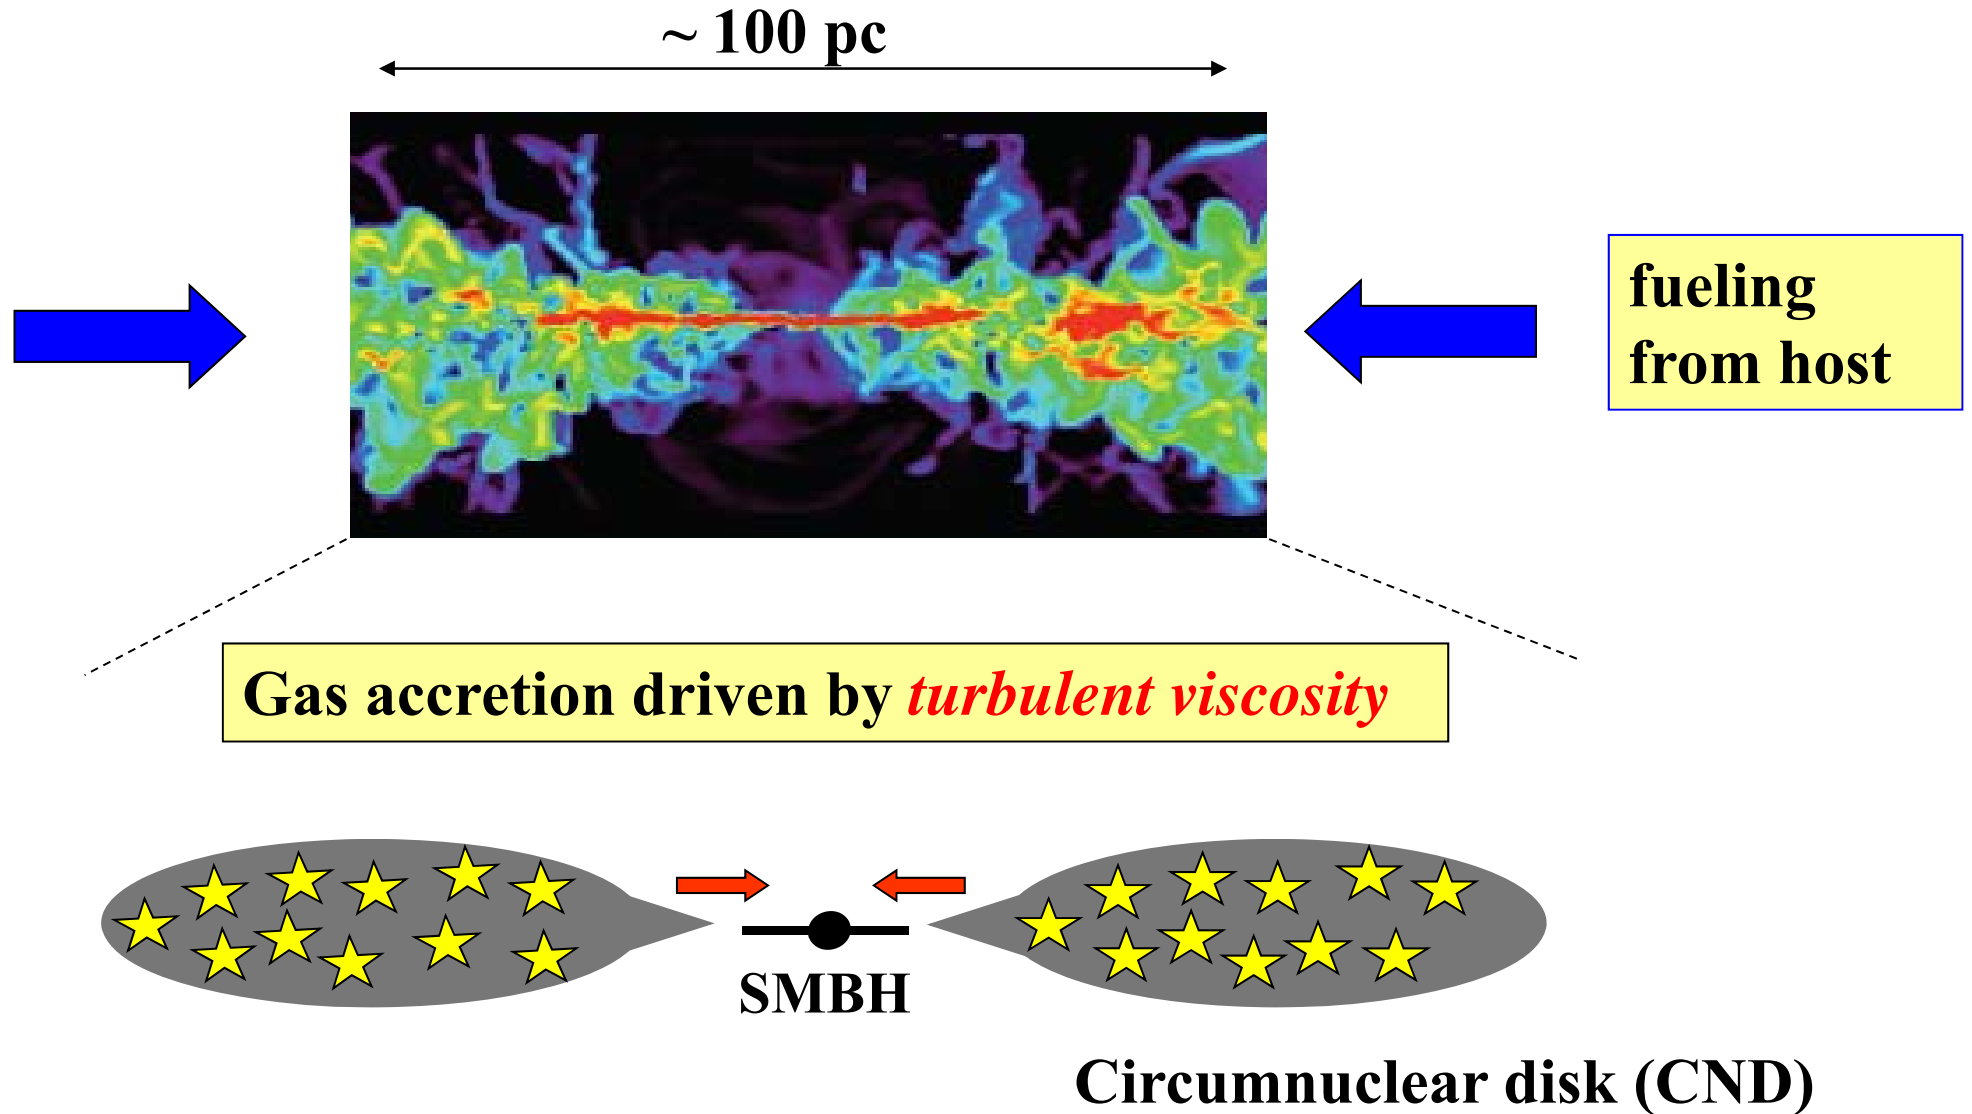 ~ 100 pc
fueling
from host
Gas accretion driven by turbulent viscosity
SMBH
Circumnuclear disk (CND)